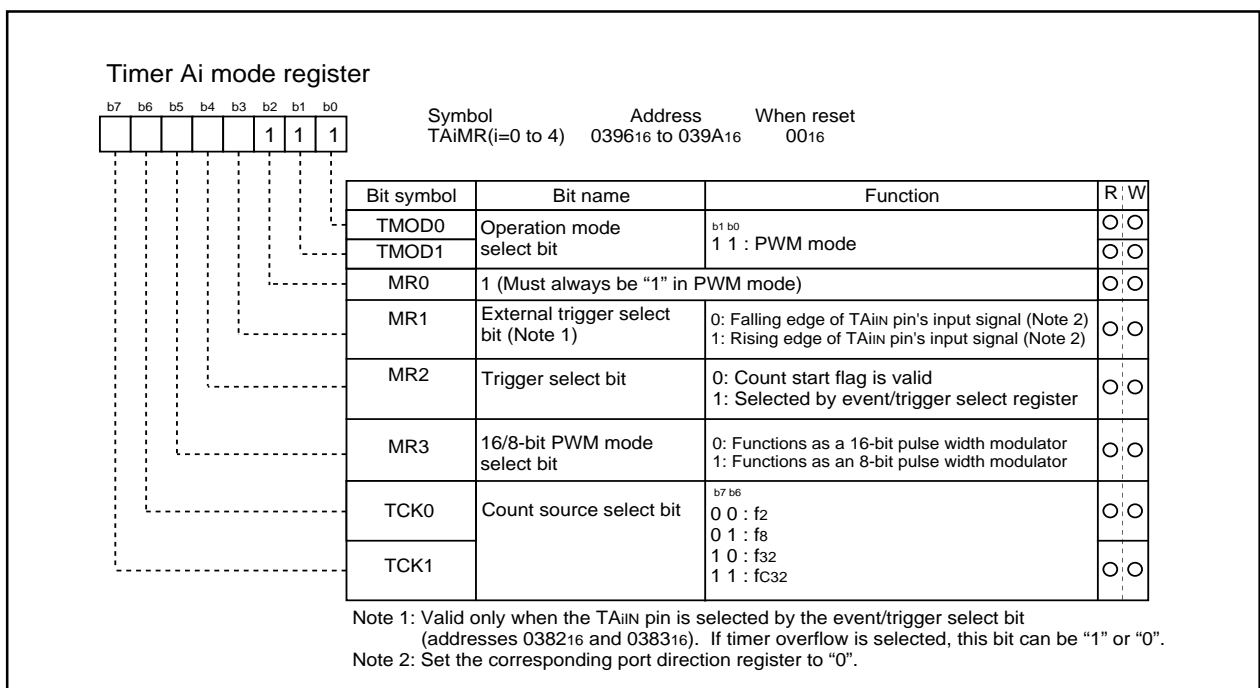 Timer Ai mode register
b7 b6 b5 b4 b3 b2 b1 b0
1 1 1
Symbol Address When reset
TAiMR(i=0 to 4) 039616 to 039A16 0016
Bit symbol Bit name Function R W
TMOD0 Operation mode b1 b0
TMOD1 select bit 1 1 : PWM mode
MR0 1 (Must always be “1” in PWM mode)
MR1 External trigger select 0: Falling edge of TAiIN pin's input signal (Note 2)
bit (Note 1) 1: Rising edge of TAiIN pin's input signal (Note 2)
MR2 Trigger select bit 0: Count start flag is valid
1: Selected by event/trigger select register
MR3 16/8-bit PWM mode 0: Functions as a 16-bit pulse width modulator
select bit 1: Functions as an 8-bit pulse width modulator
b7 b6
TCK0 Count source select bit 0 0 : f2
0 1 : f8
TCK1 1 0 : f32
1 1 : fC32
Note 1: Valid only when the TAiIN pin is selected by the event/trigger select bit
(addresses 038216 and 038316). If timer overflow is selected, this bit can be “1” or “0”.
Note 2: Set the corresponding port direction register to “0”.